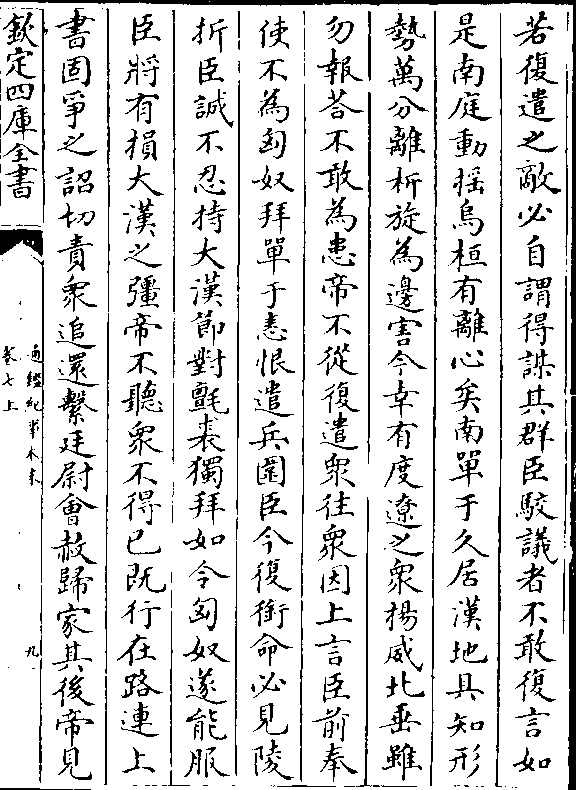 若復遣之敵必自謂得謀其群臣駮議者不敢復言如
是南庭動揺烏桓有離心矣南單于久居漢地具知形
勢萬分離析旋為邊害今幸有度遼之衆揚威北垂雖
勿報荅不敢為患帝不從復遣衆往衆因上言臣前奉
使不為匈奴拜單于恚恨遣兵圍臣今復銜命必見陵
折臣誠不忍持大漢節對氈裘獨拜如令匈奴遂能服
臣將有損大漢之彊帝不聽衆不得已既行在路連上
書固爭之詔切責衆追還繫廷尉㑹赦歸家其後帝見
欽定四庫全書
通鑑紀事本末
卷七上
九